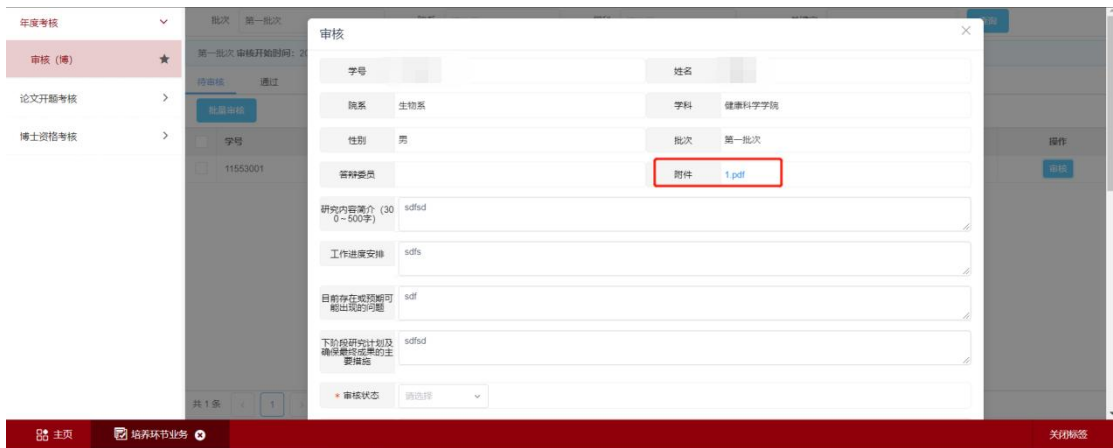 年度考核
审核（博）
论文开题考核
博士资格考核
批次 第一批次
第一批次 审核开始时间：20
待审核 通过
批量审核
学号 操作
11553001 审核
共 1 条 1
审核
学号 姓名
院系 生物系 学科 健康科学学院
性别 男 批次 第一批次
答辩委员 附件 1.pdf
研究内容简介（30
0～500字） sdfsd
工作进度安排 sdfs
目前存在或预期可
能出现的问题 sdf
下阶段研究计划及
确保最终成果的主
要措施 sdfsd
* 审核状态 请选择
主页 培养环节业务 关闭标签